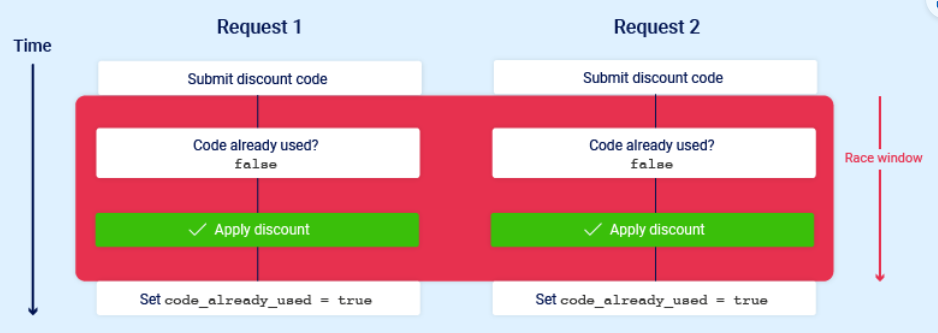 Request 1
Request 2
Time
Submit discount code
Submit discount code
Code already used?
false
Code already used?
false
Race window
Apply discount
Apply discount
Set code_already_used = true
Set code_already_used = true